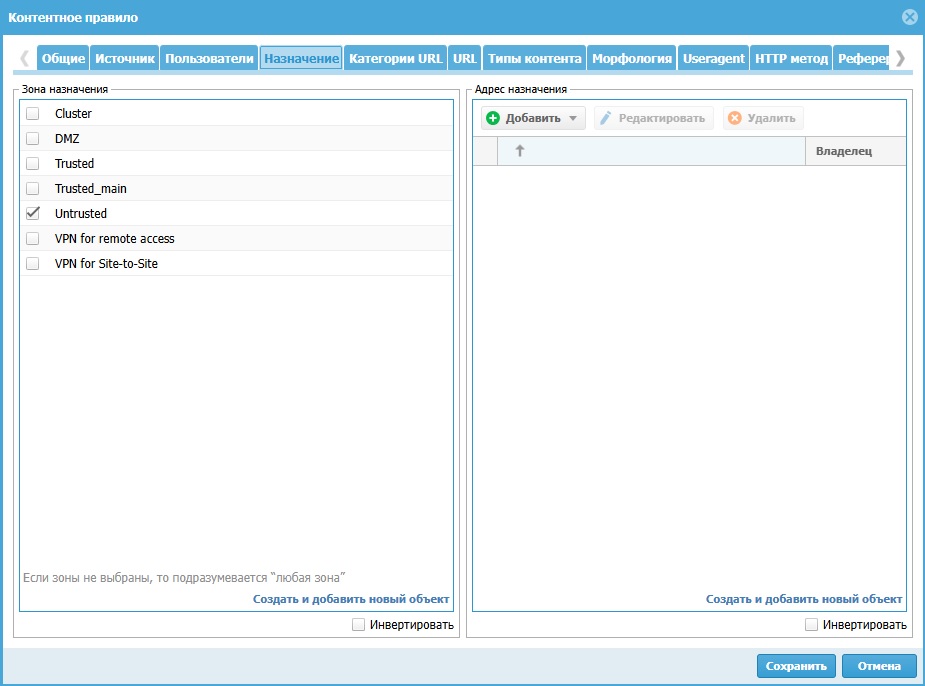 Контентное правило
Общие Источник Пользователи Назначение Категории URL URL Типы контента Морфология Useragent HTTP метод Реферер
Зона назначения
Cluster
DMZ
Trusted
Trusted_main
Untrusted
VPN for remote access
VPN for Site-to-Site
Если зоны не выбраны, то подразумевается “любая зона”
Создать и добавить новый объект
Инвертировать
Адрес назначения
Добавить Редактировать Удалить
Владелец
Создать и добавить новый объект
Инвертировать
Сохранить Отмена